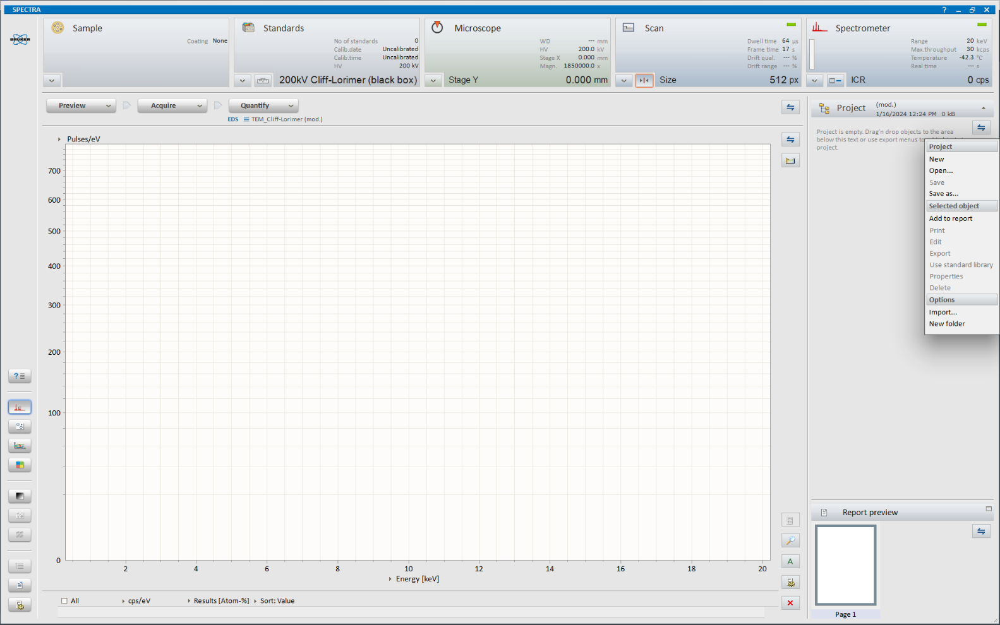 SPECTRA
?
BRUKER
Sample
Coating None
Standards
No of standards 0
Calib.date Uncalibrated
Calib.time Uncalibrated
HV 200 kV
200kV Cliff-Lorimer (black box)
Microscope
WD --- mm
HV 200.0 kV
Stage X 0.000 mm
Magn. 1850000.0 x
Stage Y 0.000 mm
Scan
Dwell time 64 µs
Frame time 17 s
Drift qual. --- %
Drift range --- %
Size 512 px
Spectrometer
Range 20 keV
Max.throughput 30 kcps
Temperature -42.3 °C
Real time --- s
ICR 0 cps
Preview
Acquire
Quantify
EDS TEM_Cliff-Lorimer (mod.)
Project
(mod.)
1/16/2024 12:24 PM 0 kB
Project is empty. Drag'n drop objects to the area
below this text or use export menus to
project.
Project
New
Open...
Save
Save as...
Selected object
Add to report
Print
Edit
Export
Use standard library
Properties
Delete
Options
Import...
New folder
Pulses/eV
700
600
500
400
300
200
100
0
2 4 6 8 10 12 14 16 18 20
Energy [keV]
A
All
cps/eV
Results [Atom-%]
Sort: Value
Report preview
Page 1